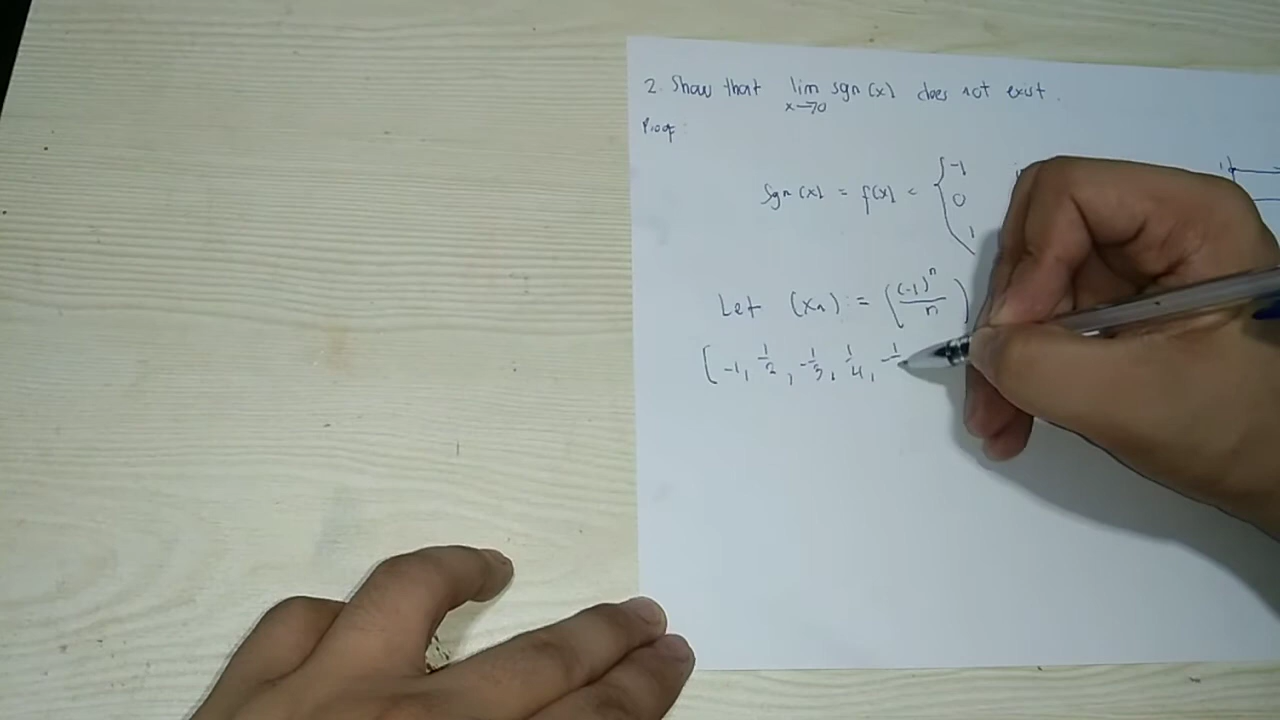 2. Show that lim x→0 sgn(x) does not exist.
Proof:
Sgn(x) = f(x) = { -1
0
1
Let (xn) := ((-1)^n / n)
(-1, 1/2, -1/3, 1/4, -1